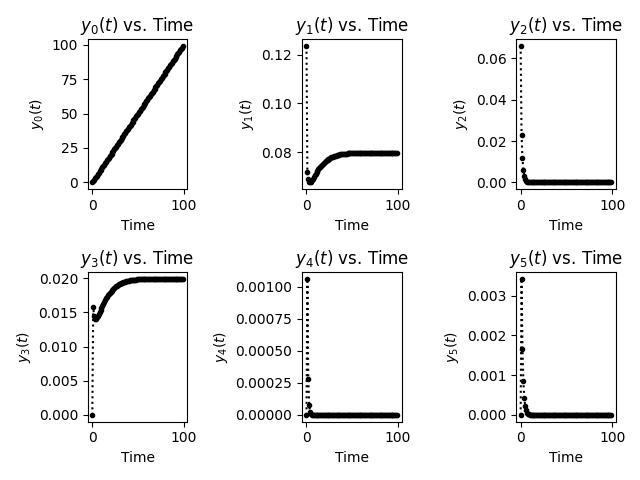 y₀(t) vs. Time
y₁(t) vs. Time
y₂(t) vs. Time
100
75
50
25
0
y₀(t)
0 100
Time
0.12
0.10
0.08
y₁(t)
0 100
Time
0.06
0.04
0.02
0.00
y₂(t)
0 100
Time
y₃(t) vs. Time
y₄(t) vs. Time
y₅(t) vs. Time
0.020
0.015
0.010
0.005
0.000
y₃(t)
0 100
Time
0.00100
0.00075
0.00050
0.00025
0.00000
y₄(t)
0 100
Time
0.003
0.002
0.001
0.000
y₅(t)
0 100
Time